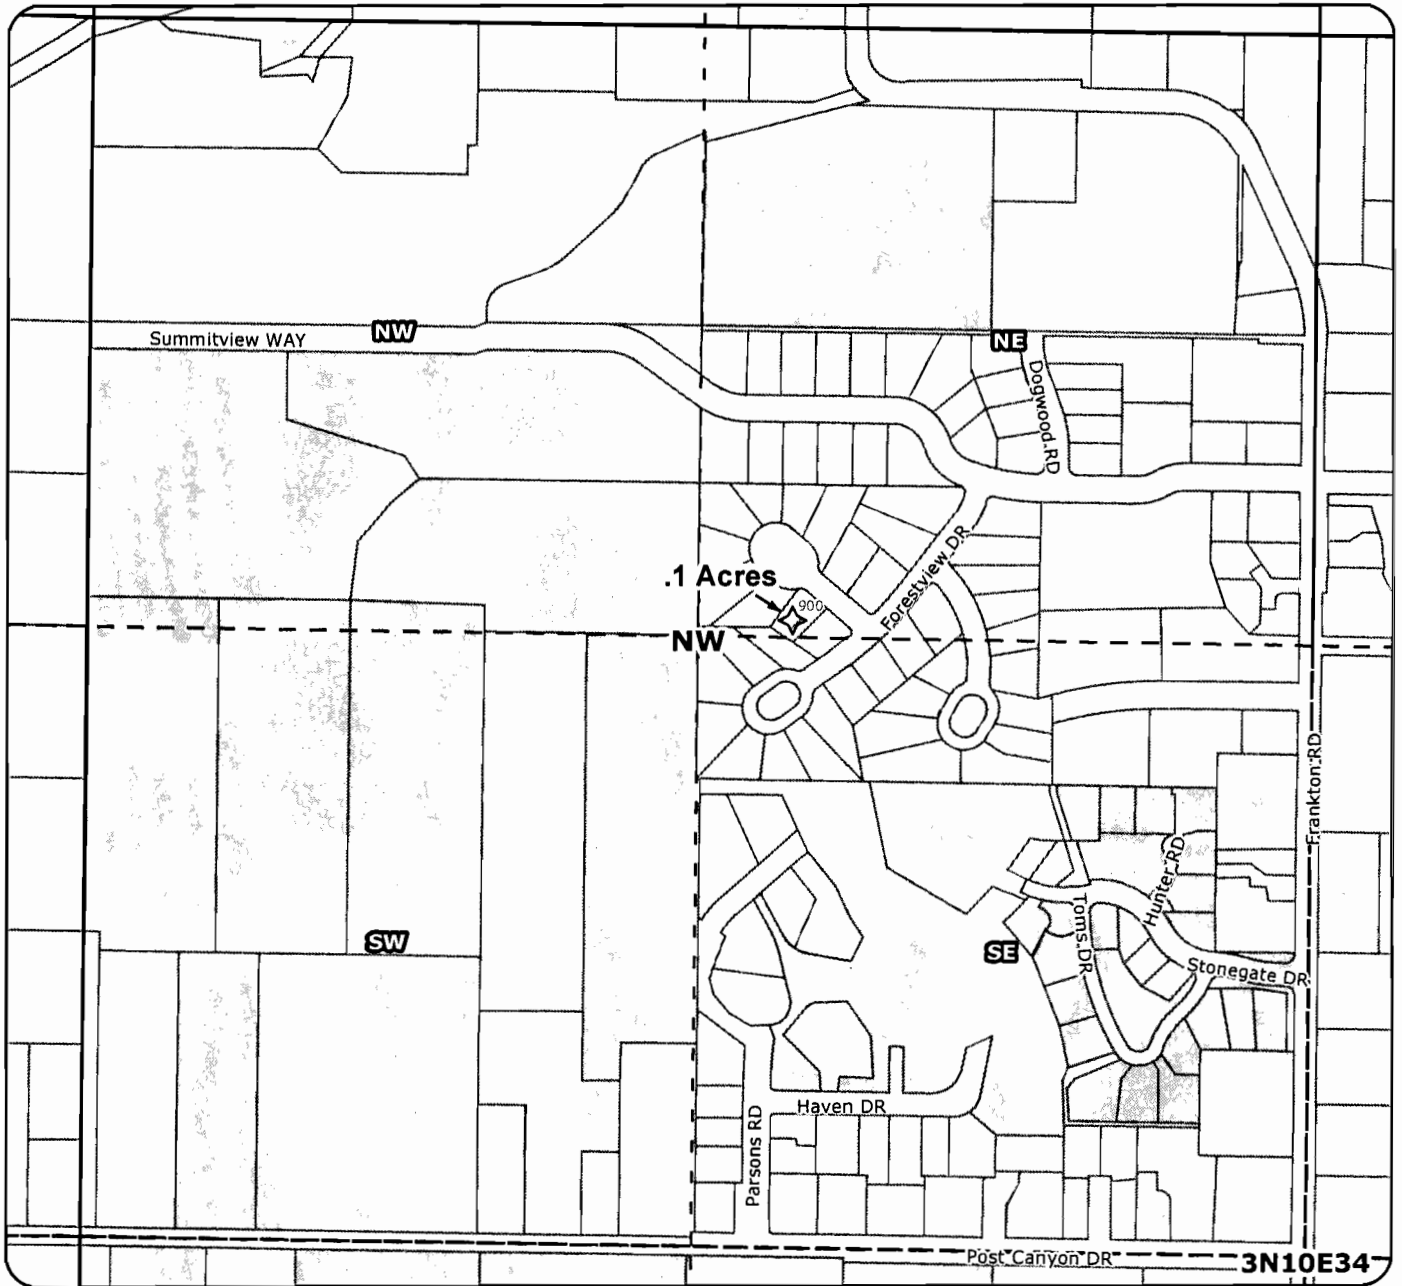 Summitview WAY
NW
NE
Dogwood RD
Forestview DR
.1 Acres
900
NW
Frankton RD
Hunter RD
Toms DR
SW
SE
Stonegate DR
Haven DR
Parsons RD
Post Canyon DR
3N10E34